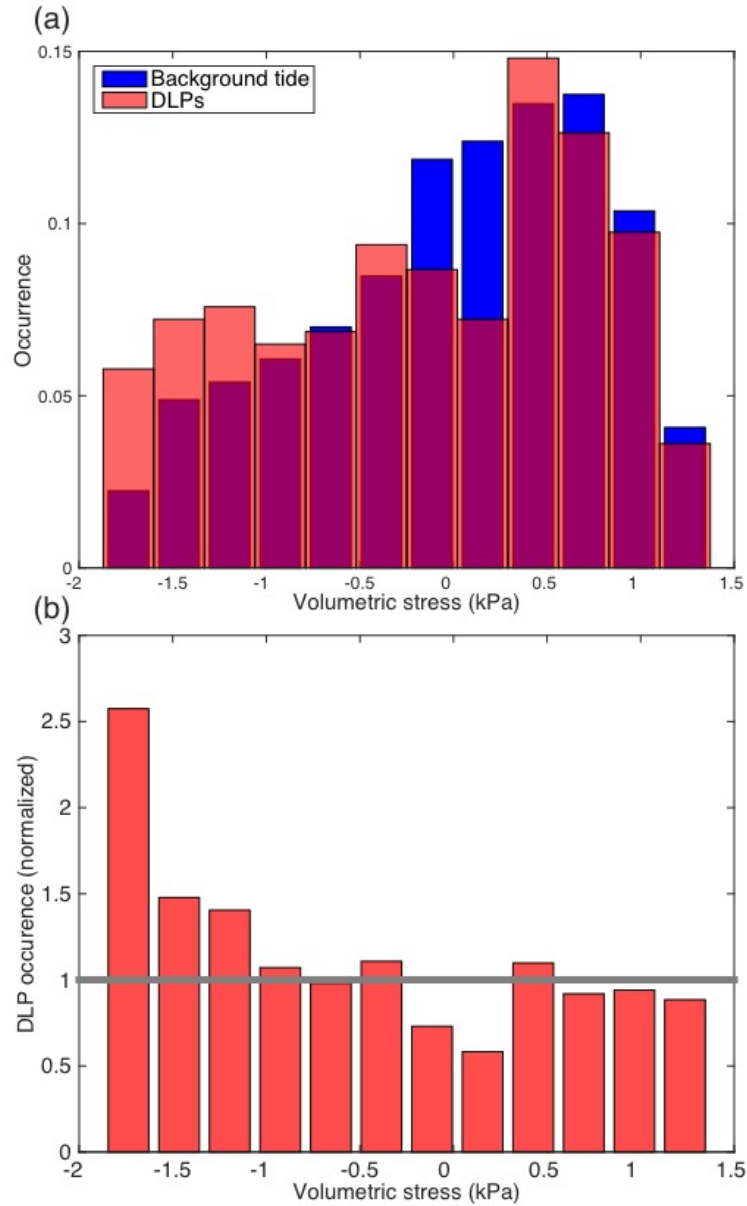 (a)
0.15
Background tide
DLPs
0.1
Occurrence
0.05
0
-2 -1.5 -1 -0.5 0 0.5 1 1.5
Volumetric stress (kPa)
(b)
3
2.5
2
DLP occurence (normalized)
1.5
1
0.5
0
-2 -1.5 -1 -0.5 0 0.5 1 1.5
Volumetric stress (kPa)